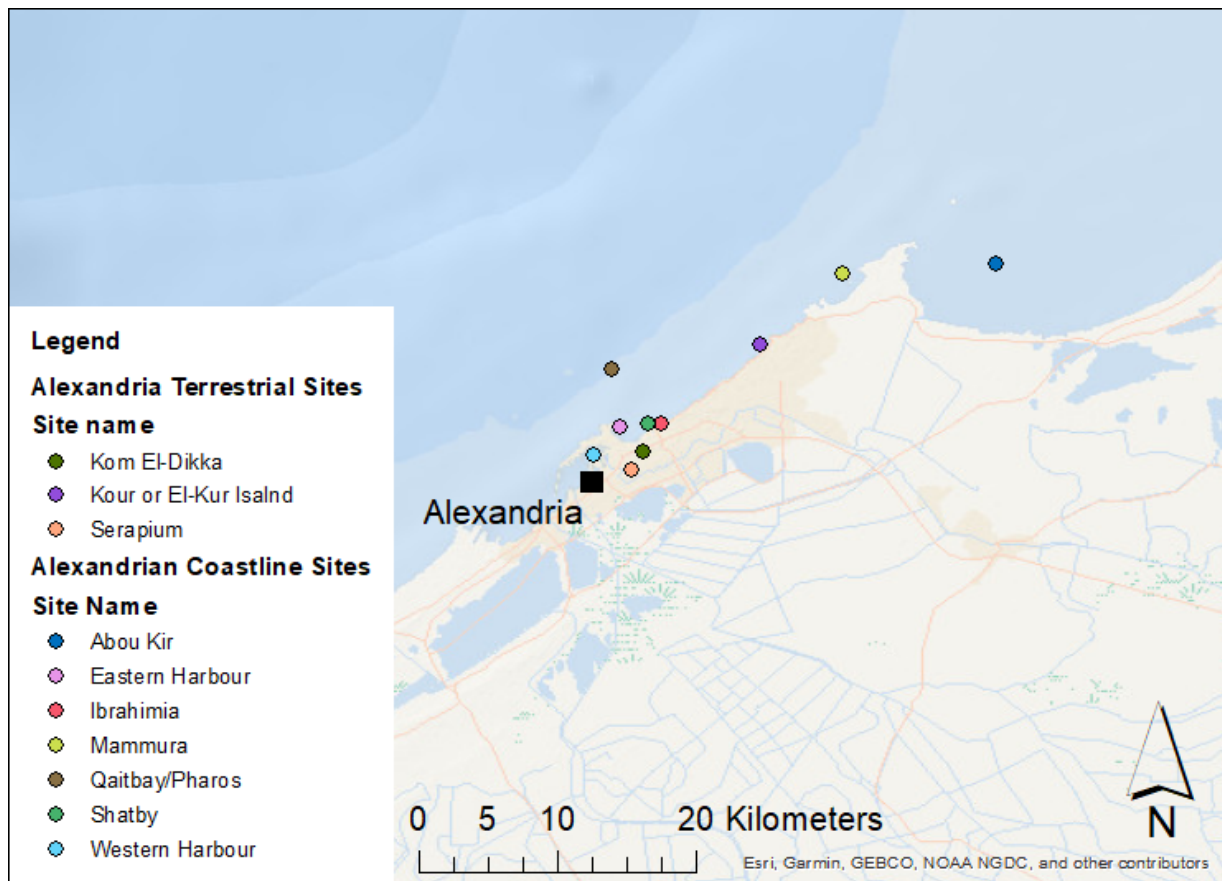 Legend
Alexandria Terrestrial Sites
Site name
Kom El-Dikka
Kour or El-Kur Isalnd
Serapium
Alexandrian Coastline Sites
Site Name
Abou Kir
Eastern Harbour
Ibrahimia
Mammura
Qaitbay/Pharos
Shatby
Western Harbour
Alexandria
0 5 10 20 Kilometers
N
Esri, Garmin, GEBCO, NOAA NGDC, and other contributors